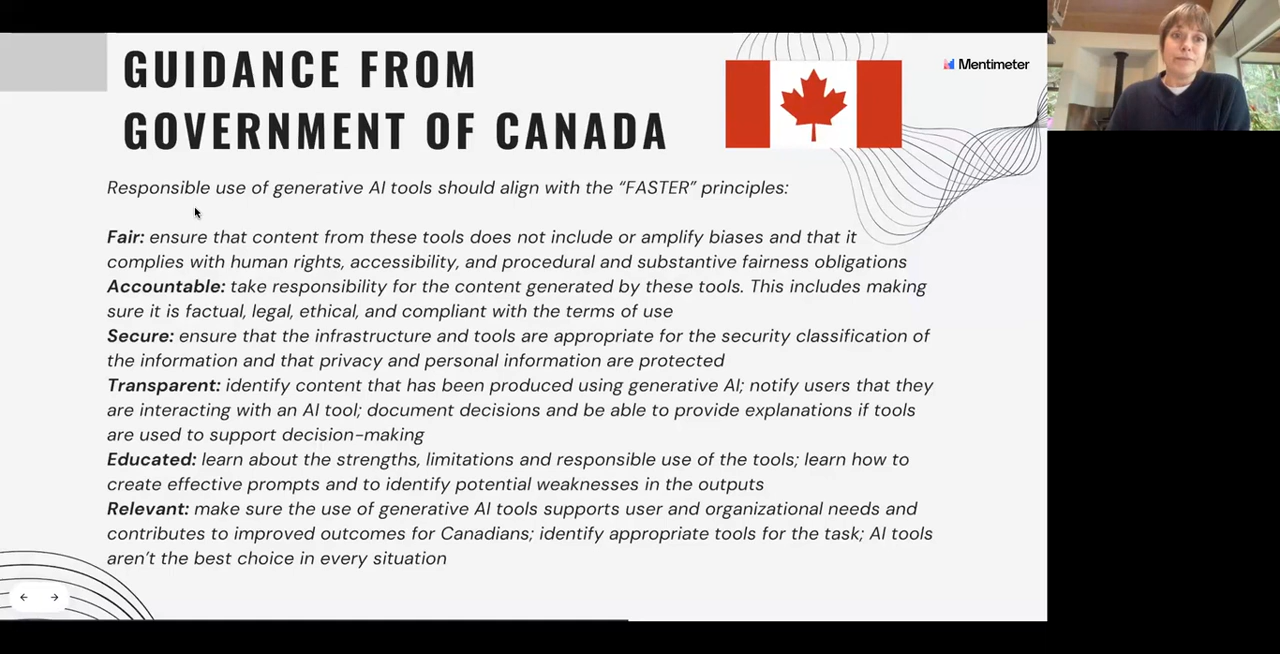 GUIDANCE FROM
GOVERNMENT OF CANADA
Mentimeter
Responsible use of generative AI tools should align with the “FASTER” principles:
Fair: ensure that content from these tools does not include or amplify biases and that it
complies with human rights, accessibility, and procedural and substantive fairness obligations
Accountable: take responsibility for the content generated by these tools. This includes making
sure it is factual, legal, ethical, and compliant with the terms of use
Secure: ensure that the infrastructure and tools are appropriate for the security classification of
the information and that privacy and personal information are protected
Transparent: identify content that has been produced using generative AI; notify users that they
are interacting with an AI tool; document decisions and be able to provide explanations if tools
are used to support decision-making
Educated: learn about the strengths, limitations and responsible use of the tools; learn how to
create effective prompts and to identify potential weaknesses in the outputs
Relevant: make sure the use of generative AI tools supports user and organizational needs and
contributes to improved outcomes for Canadians; identify appropriate tools for the task; AI tools
aren’t the best choice in every situation